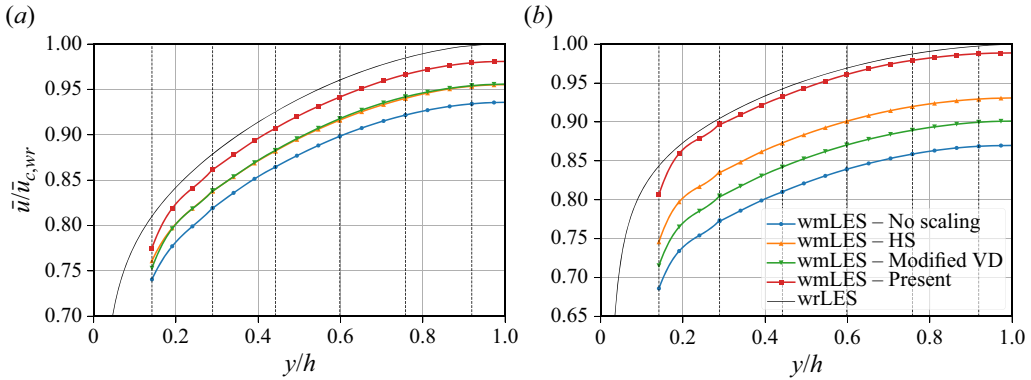 (a)
1.00
0.95
0.90
0.85
0.80
0.75
0.70
ū/ū_{c,wr}
0 0.2 0.4 0.6 0.8 1.0
y/h
(b)
1.00
0.95
0.90
0.85
0.80
0.75
0.70
0.65
wmLES – No scaling
wmLES – HS
wmLES – Modified VD
wmLES – Present
wrLES
0 0.2 0.4 0.6 0.8 1.0
y/h